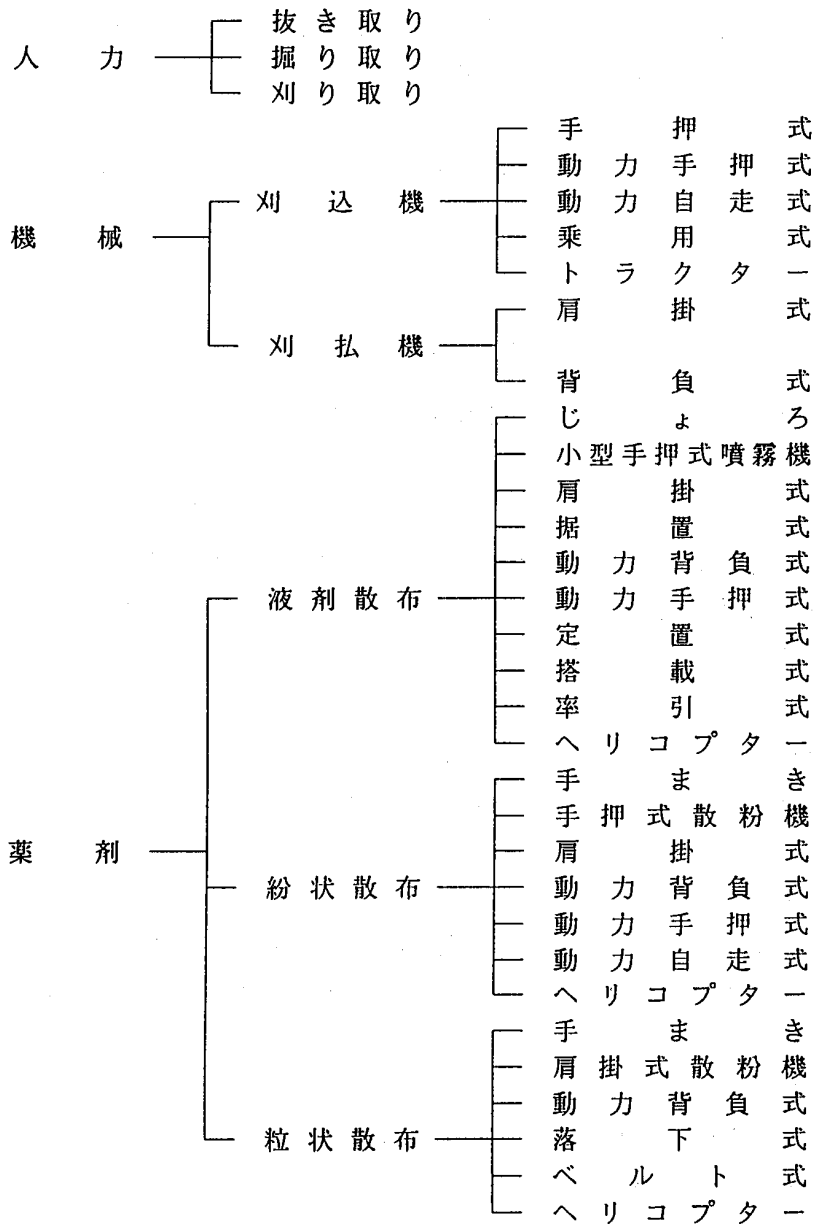 人力
抜き取り
掘り取り
刈り取り
機械
刈込機
手押式
動力手押式
動力自走式
乗用式
トラクター
刈払機
肩掛式
背負式
薬剤
液剤散布
じょろ
小型手押式噴霧機
肩掛式
据置式
動力背負式
動力手押式
定置式
搭載式
率引式
ヘリコプター
紛状散布
手まき
手押式散粉機
肩掛式
動力背負式
動力手押式
動力自走式
ヘリコプター
粒状散布
手まき
肩掛式散粉機
動力背負式
落下式
ベルト式
ヘリコプター